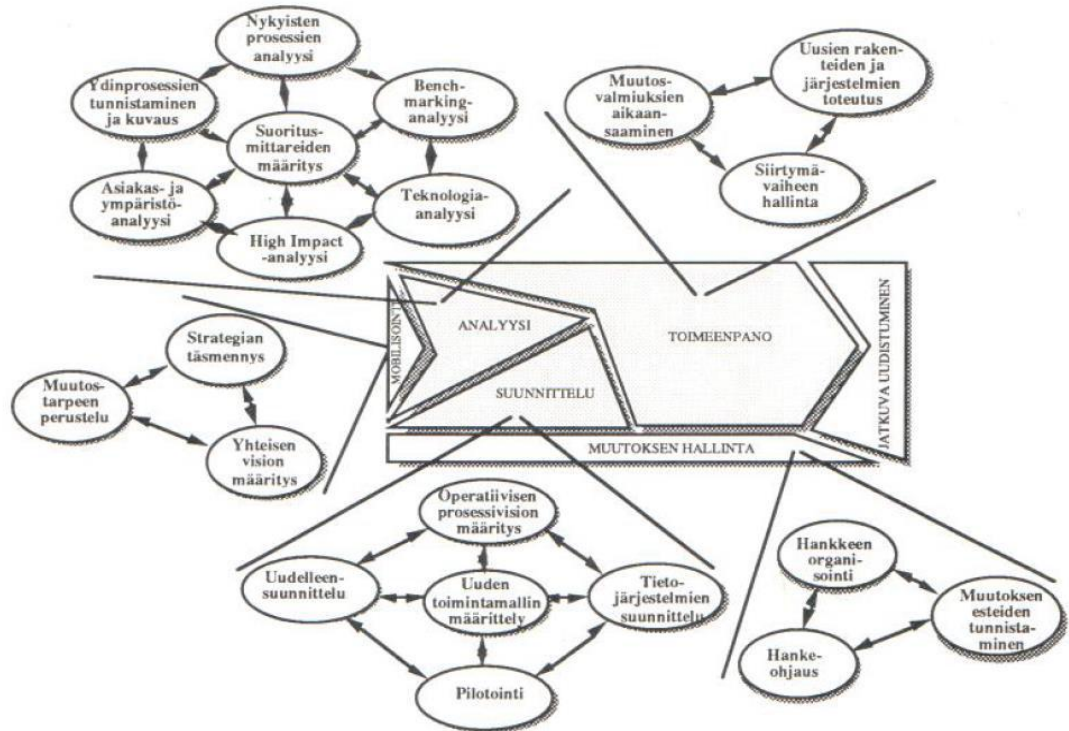 Nykyisten
prosessien
analyysi
Ydinprosessien
tunnistaminen
ja kuvaus
Bench-
marking-
analyysi
Suoritus-
mittareiden
määritys
Asiakas- ja
ympäristö-
analyysi
Teknologia-
analyysi
High Impact
-analyysi
Muutos-
valmiuksien
aikaan-
saaminen
Uusien raken-
teiden ja
järjestelmien
toteutus
Siirtymä-
vaiheen
hallinta
Strategian
täsmennys
Muutos-
tarpeen
perustelu
Yhteisen
vision
määritys
MOBILISOINTI
ANALYYSI
SUUNNITTELU
TOIMEENPANO
JATKUVA UUDISTUMINEN
MUUTOKSEN HALLINTA
Operatiivisen
prosessivision
määritys
Uudelleen-
suunnittelu
Uuden
toimintamallin
määrittely
Tieto-
järjestelmien
suunnittelu
Pilotointi
Hankkeen
organi-
sointi
Muutoksen
esteiden
tunnista-
minen
Hanke-
ohjaus